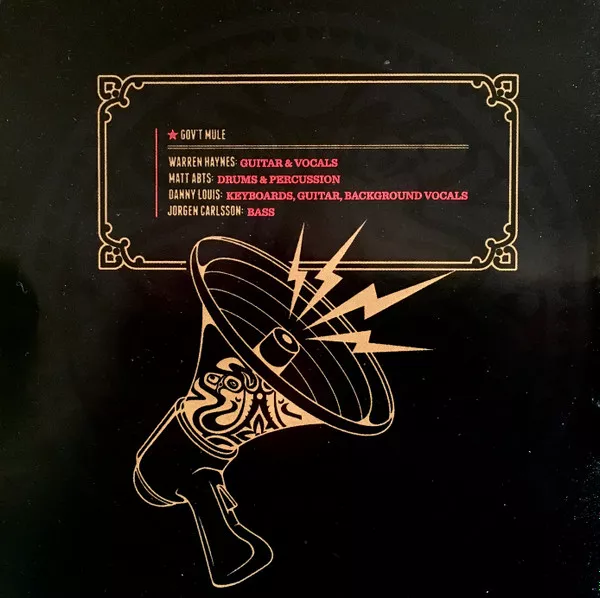 ★ GOV'T MULE
WARREN HAYNES: GUITAR & VOCALS
MATT ABTS: DRUMS & PERCUSSION
DANNY LOUIS: KEYBOARDS, GUITAR, BACKGROUND VOCALS
JORGEN CARLSSON: BASS